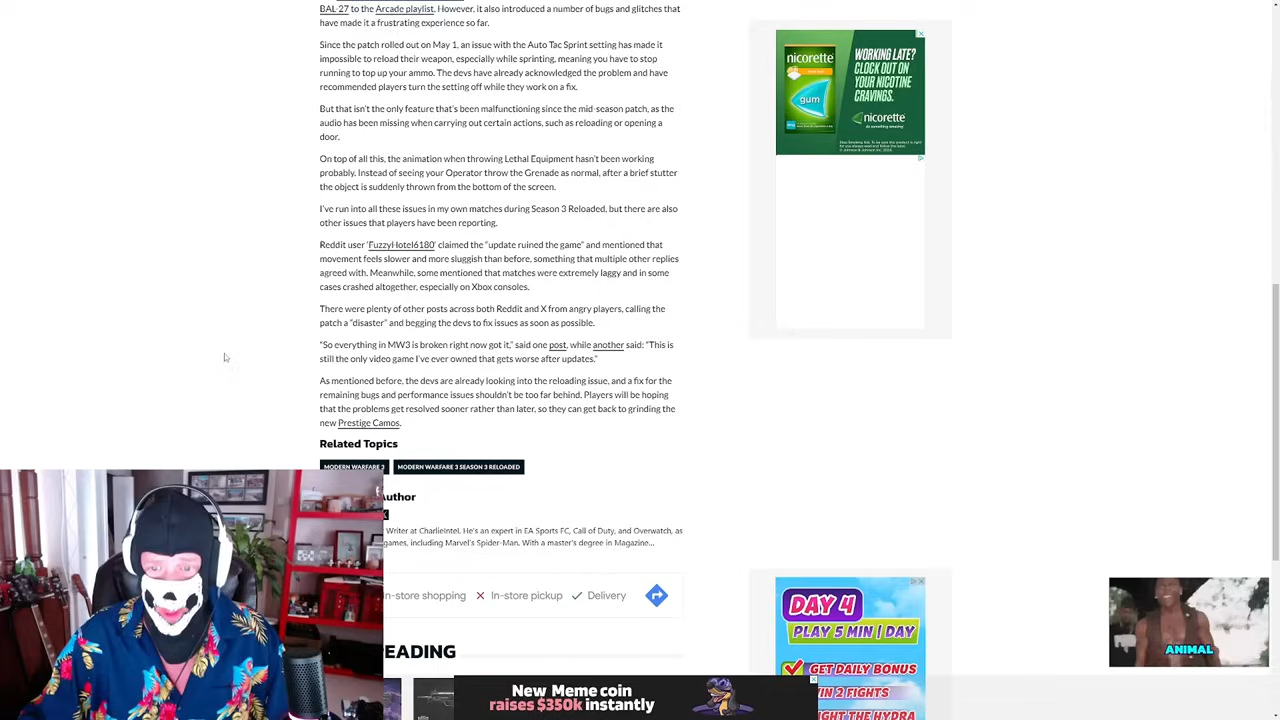 BAL-27 to the Arcade playlist. However, it also introduced a number of bugs and glitches that
have made it a frustrating experience so far.
Since the patch rolled out on May 1, an issue with the Auto Tac Sprint setting has made it
impossible to reload their weapon, especially while sprinting, meaning you have to stop
running to top up your ammo. The devs have already acknowledged the problem and have
recommended players turn the setting off while they work on a fix.
But that isn't the only feature that's been malfunctioning since the mid-season patch, as the
audio has been missing when carrying out certain actions, such as reloading or opening a
door.
On top of all this, the animation when throwing Lethal Equipment hasn't been working
probably. Instead of seeing your Operator throw the Grenade as normal, after a brief stutter
the object is suddenly thrown from the bottom of the screen.
I've run into all these issues in my own matches during Season 3 Reloaded, but there are also
other issues that players have been reporting.
Reddit user 'FuzzyHotel6180' claimed the "update ruined the game" and mentioned that
movement feels slower and more sluggish than before, something that multiple other replies
agreed with. Meanwhile, some mentioned that matches were extremely laggy and in some
cases crashed altogether, especially on Xbox consoles.
There were plenty of other posts across both Reddit and X from angry players, calling the
patch a "disaster" and begging the devs to fix issues as soon as possible.
"So everything in MW3 is broken right now got it," said one post, while another said: "This is
still the only video game I've ever owned that gets worse after updates."
As mentioned before, the devs are already looking into the reloading issue, and a fix for the
remaining bugs and performance issues shouldn't be too far behind. Players will be hoping
that the problems get resolved sooner rather than later, so they can get back to grinding the
new Prestige Camos.
Related Topics
MODERN WARFARE 3
MODERN WARFARE 3 SEASON 3 RELOADED
Author
Writer at CharlieIntel. He's an expert in EA Sports FC, Call of Duty, and Overwatch, as
games, including Marvel's Spider-Man. With a master's degree in Magazine...
n-store shopping
In-store pickup
Delivery
EADING
nicorette
gum
WORKING LATE?
CLOCK OUT ON
YOUR NICOTINE
CRAVINGS.
nicorette
do something amazing
DAY 4
PLAY 5 MIN | DAY
GET DAILY BONUS
WIN 2 FIGHTS
GHT THE HYDRA
ANIMAL
New Meme coin
raises $350k instantly